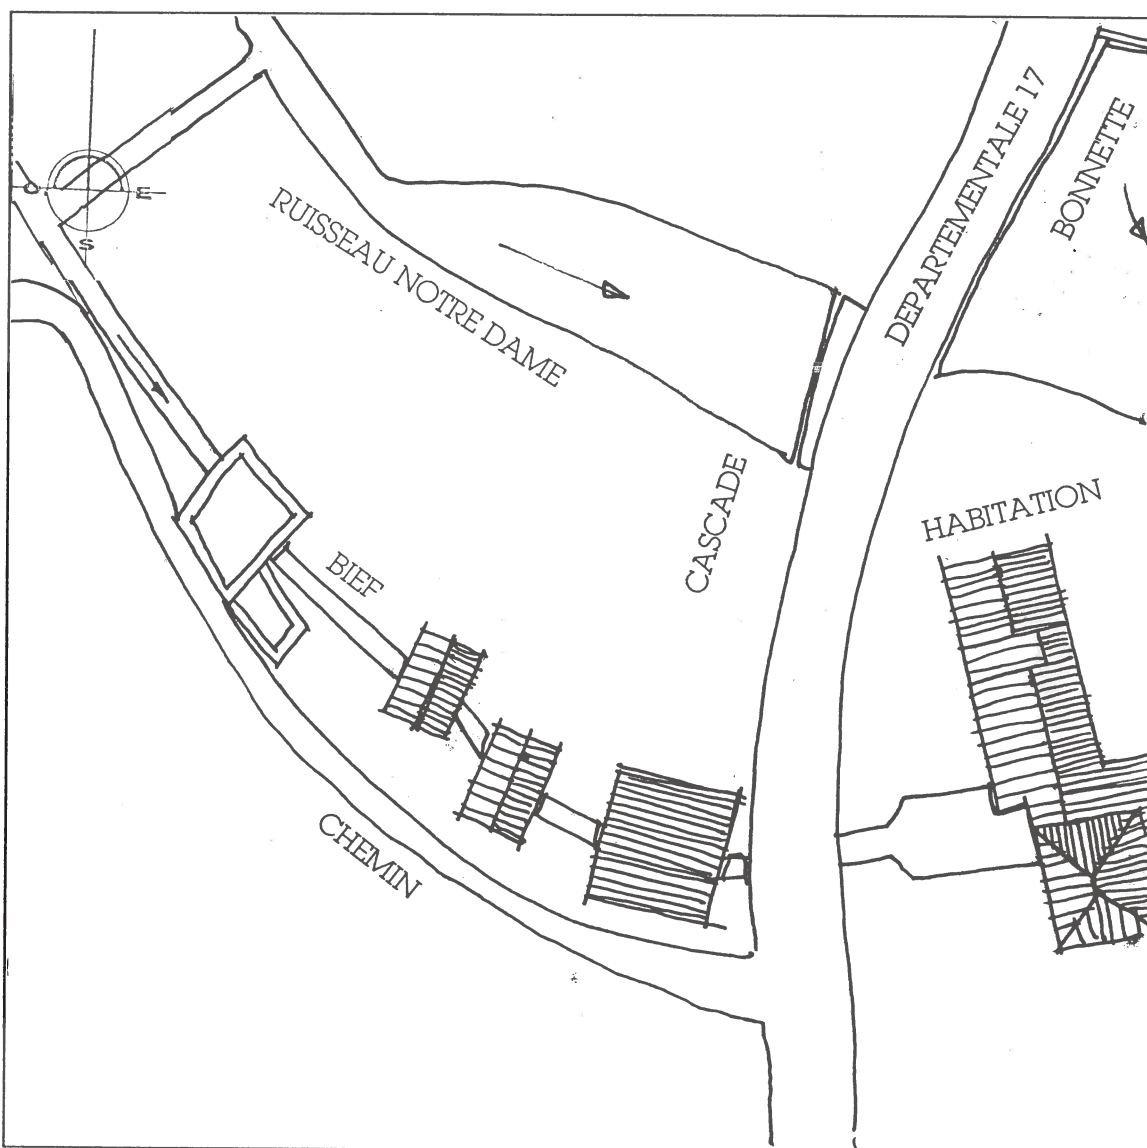 DEPARTEMENTALE 17
BONNETTE
O E
S
RUISSEAU NOTRE DAME
CASCADE
HABITATION
BIEF
CHEMIN